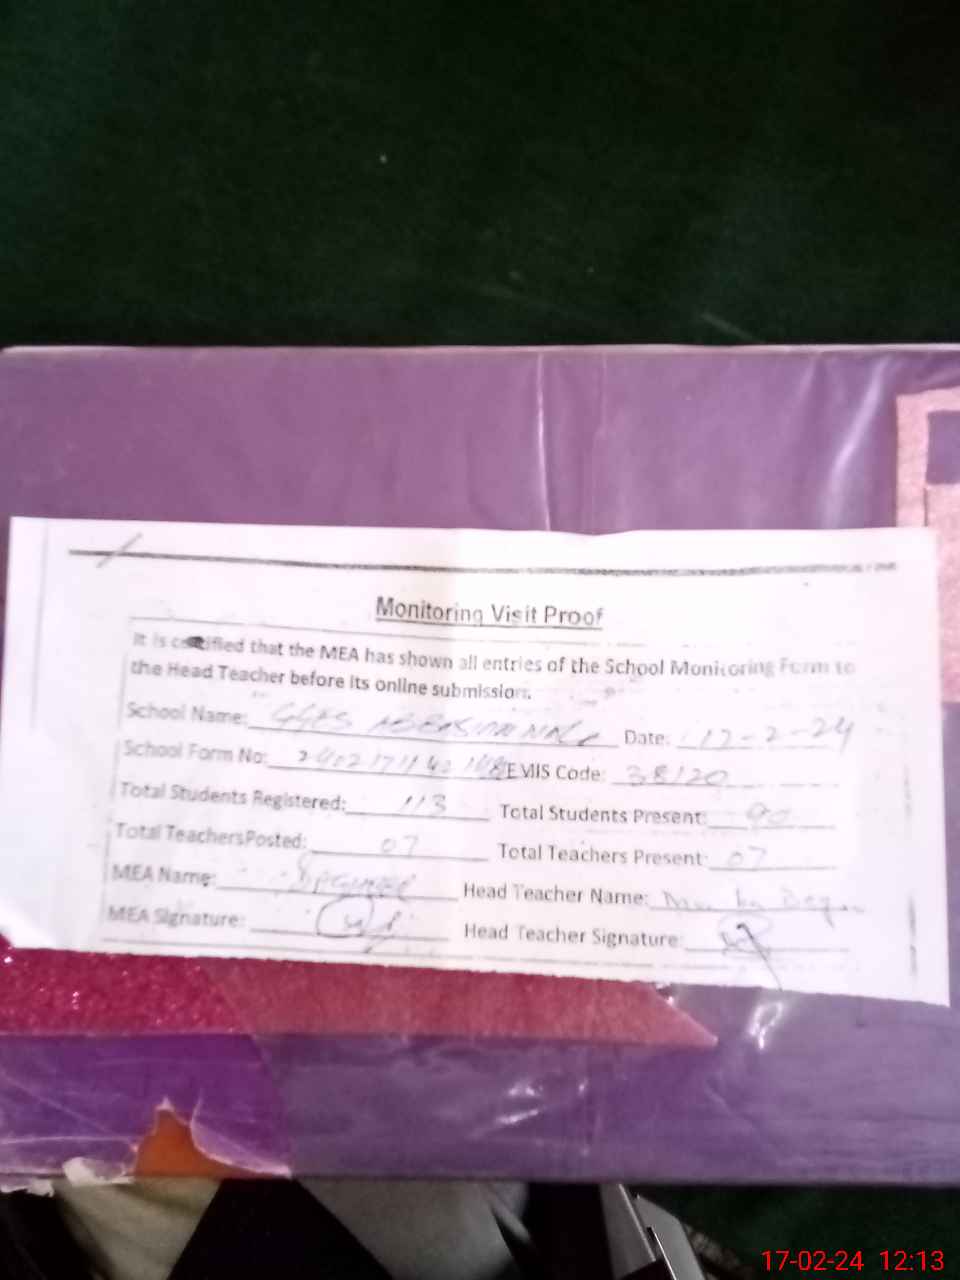 Monitoring Visit Proof
It is certified that the MEA has shown all entries of the School Monitoring Form to
the Head Teacher before its online submission.
School Name: GGPS Date: 17-2-24
School Form No: EMIS Code: 38120
Total Students Registered: 113 Total Students Present: 90
Total Teachers Posted: 07 Total Teachers Present: 07
MEA Name: Head Teacher Name:
MEA Signature: Head Teacher Signature:
17-02-24 12:13